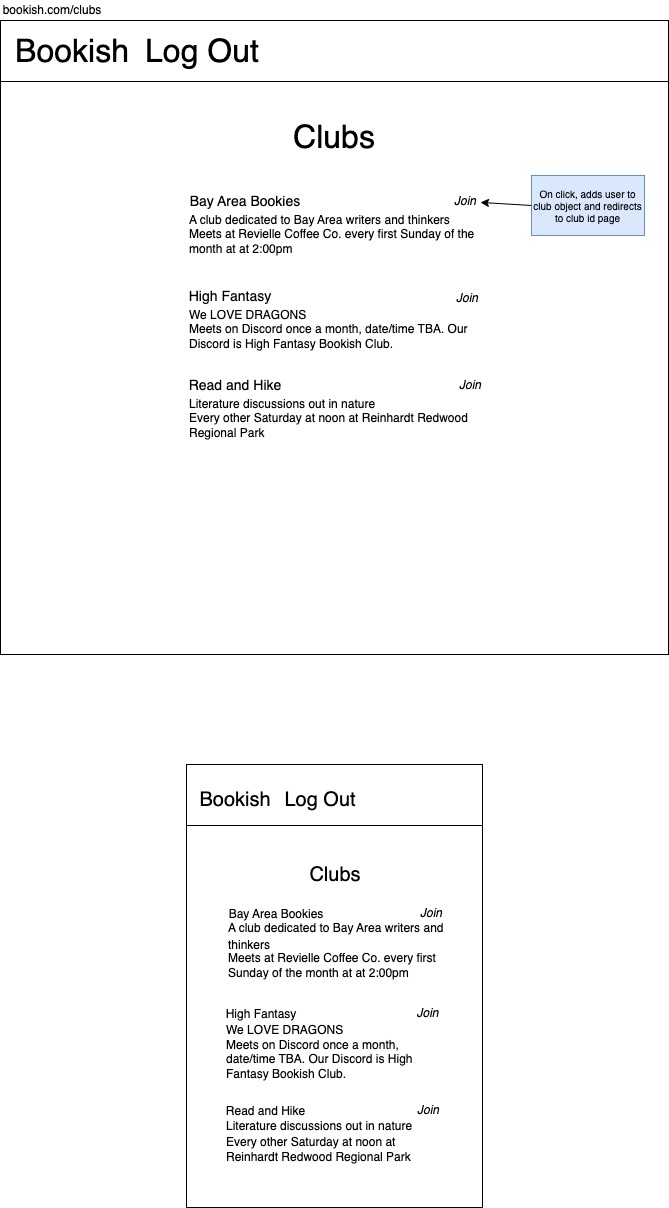 bookish.com/clubs
Bookish Log Out
Clubs
Bay Area Bookies Join
A club dedicated to Bay Area writers and thinkers
Meets at Revielle Coffee Co. every first Sunday of the
month at at 2:00pm
On click, adds user to
club object and redirects
to club id page
High Fantasy Join
We LOVE DRAGONS
Meets on Discord once a month, date/time TBA. Our
Discord is High Fantasy Bookish Club.
Read and Hike Join
Literature discussions out in nature
Every other Saturday at noon at Reinhardt Redwood
Regional Park
Bookish Log Out
Clubs
Bay Area Bookies Join
A club dedicated to Bay Area writers and
thinkers
Meets at Revielle Coffee Co. every first
Sunday of the month at at 2:00pm
High Fantasy Join
We LOVE DRAGONS
Meets on Discord once a month,
date/time TBA. Our Discord is High
Fantasy Bookish Club.
Read and Hike Join
Literature discussions out in nature
Every other Saturday at noon at
Reinhardt Redwood Regional Park